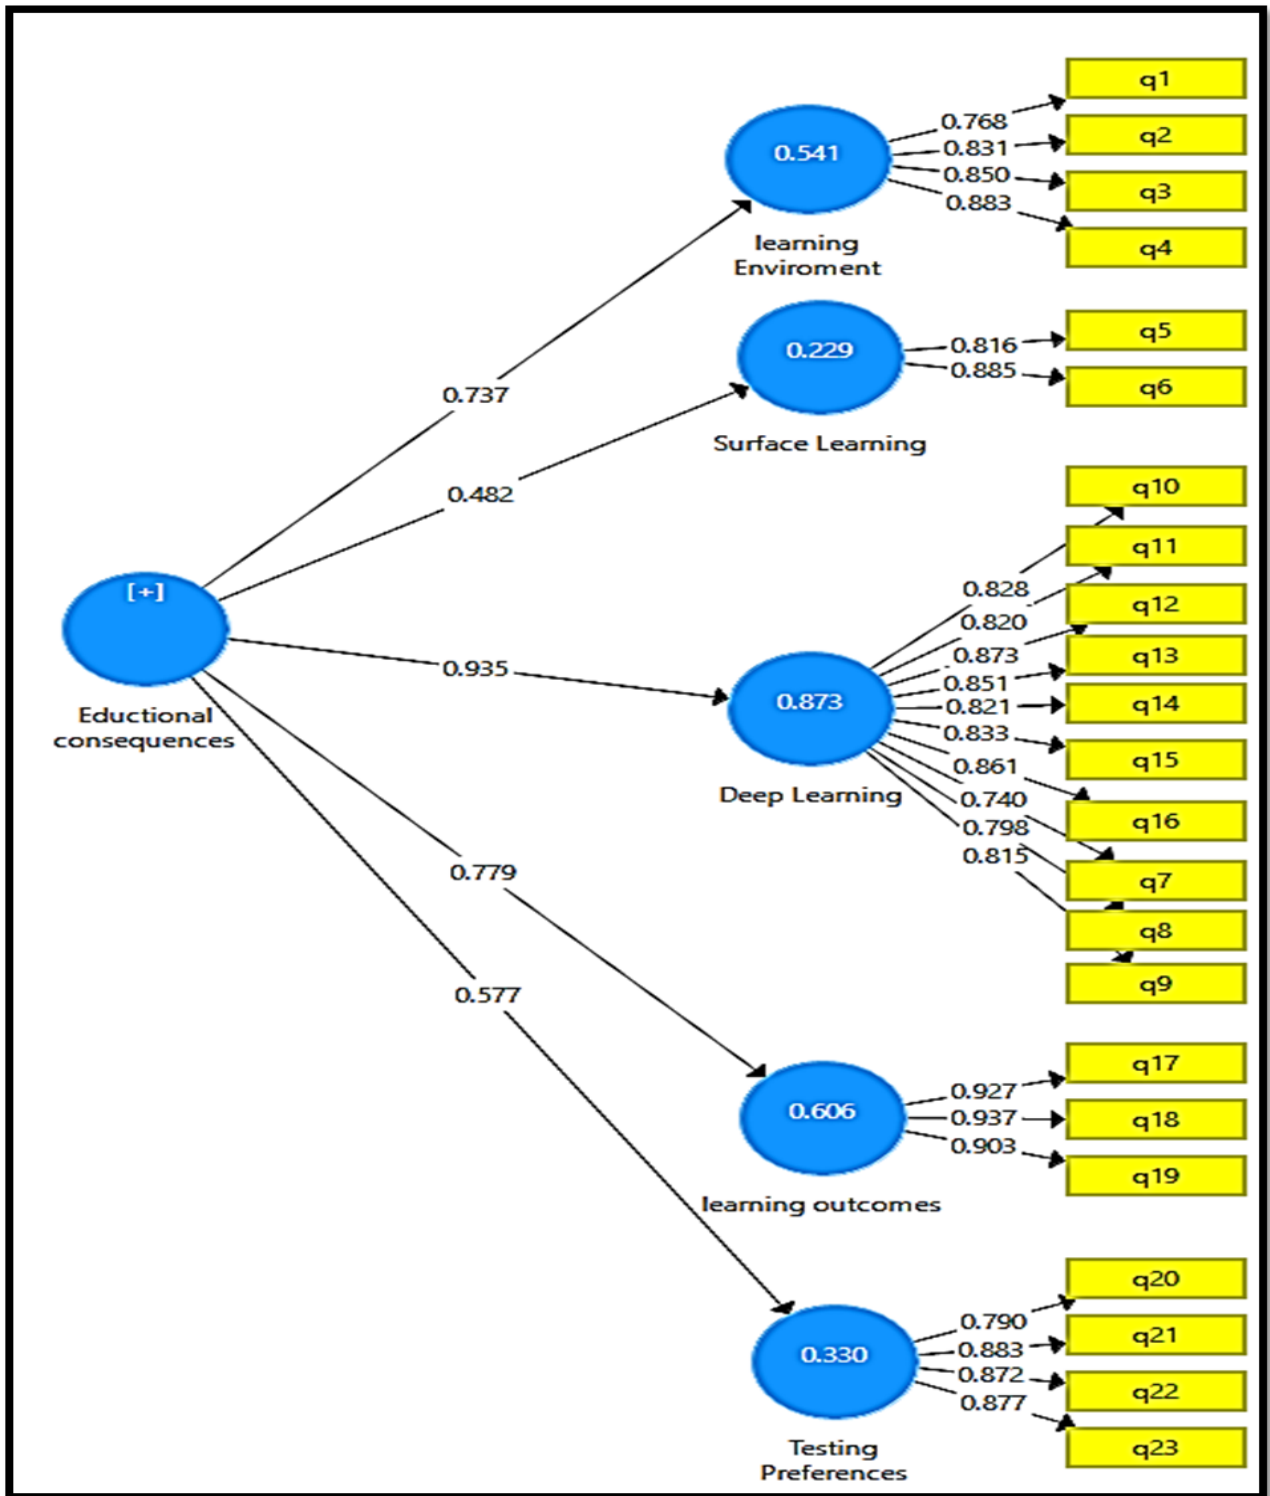 q1
0.768
q2
0.541
0.831
0.850
q3
0.883
q4
learning
Enviroment
q5
0.816
0.229
0.885
q6
0.737
Surface Learning
0.482
q10
q11
0.828
[+]
q12
0.820
0.873
q13
0.935
0.851
0.873
0.821
q14
Eductional
consequences
0.833
q15
0.861
Deep Learning
0.740
q16
0.798
0.815
0.779
q7
q8
q9
0.577
q17
0.927
0.606
0.937
q18
0.903
q19
learning outcomes
q20
0.790
q21
0.883
0.330
0.872
q22
0.877
Testing
Preferences
q23